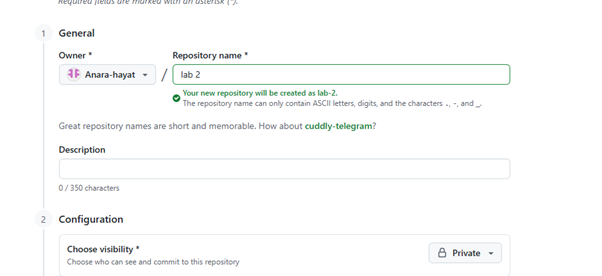 Required fields are marked with an asterisk (*).
1 General
Owner * Repository name *
Anara-hayat / lab 2
Your new repository will be created as lab-2.
The repository name can only contain ASCII letters, digits, and the characters ., -, and _.
Great repository names are short and memorable. How about cuddly-telegram?
Description
0 / 350 characters
2 Configuration
Choose visibility * Private
Choose who can see and commit to this repository